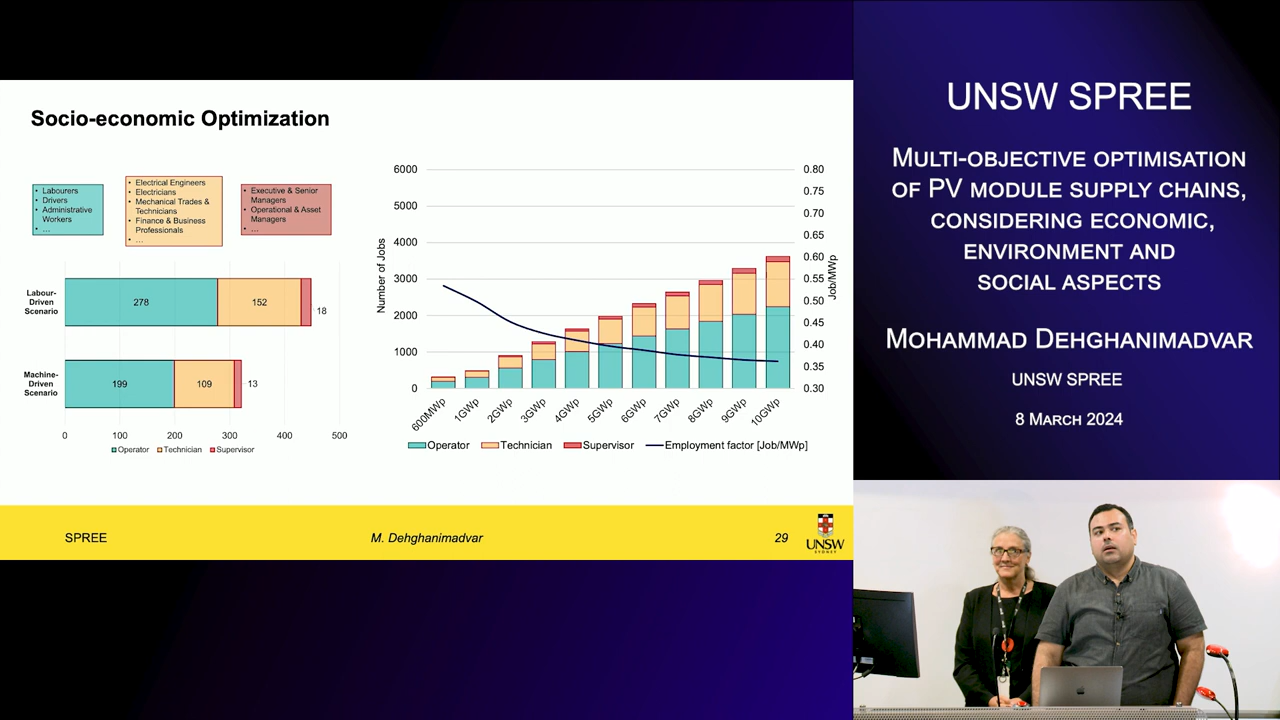 Socio-economic Optimization
• Labourers
• Drivers
• Administrative
Workers
• ...
• Electrical Engineers
• Electricians
• Mechanical Trades &
Technicians
• Finance & Business
Professionals
• ...
• Executive & Senior
Managers
• Operational & Asset
Managers
• ...
Labour-
Driven
Scenario
278
152
18
Machine-
Driven
Scenario
199
109
13
0 100 200 300 400 500
Operator Technician Supervisor
Number of Jobs
6000
5000
4000
3000
2000
1000
0
0.80
0.75
0.70
0.65
0.60
0.55
0.50
0.45
0.40
0.35
0.30
Job/MWp
600MWp 1GWp 2GWp 3GWp 4GWp 5GWp 6GWp 7GWp 8GWp 9GWp 10GWp
Operator Technician Supervisor Employment factor [Job/MWp]
SPREE
M. Dehghanimadvar
29
UNSW
SYDNEY
UNSW SPREE
Multi-objective optimisation
of PV module supply chains,
considering economic,
environment and
social aspects
Mohammad Dehghanimadvar
UNSW SPREE
8 March 2024